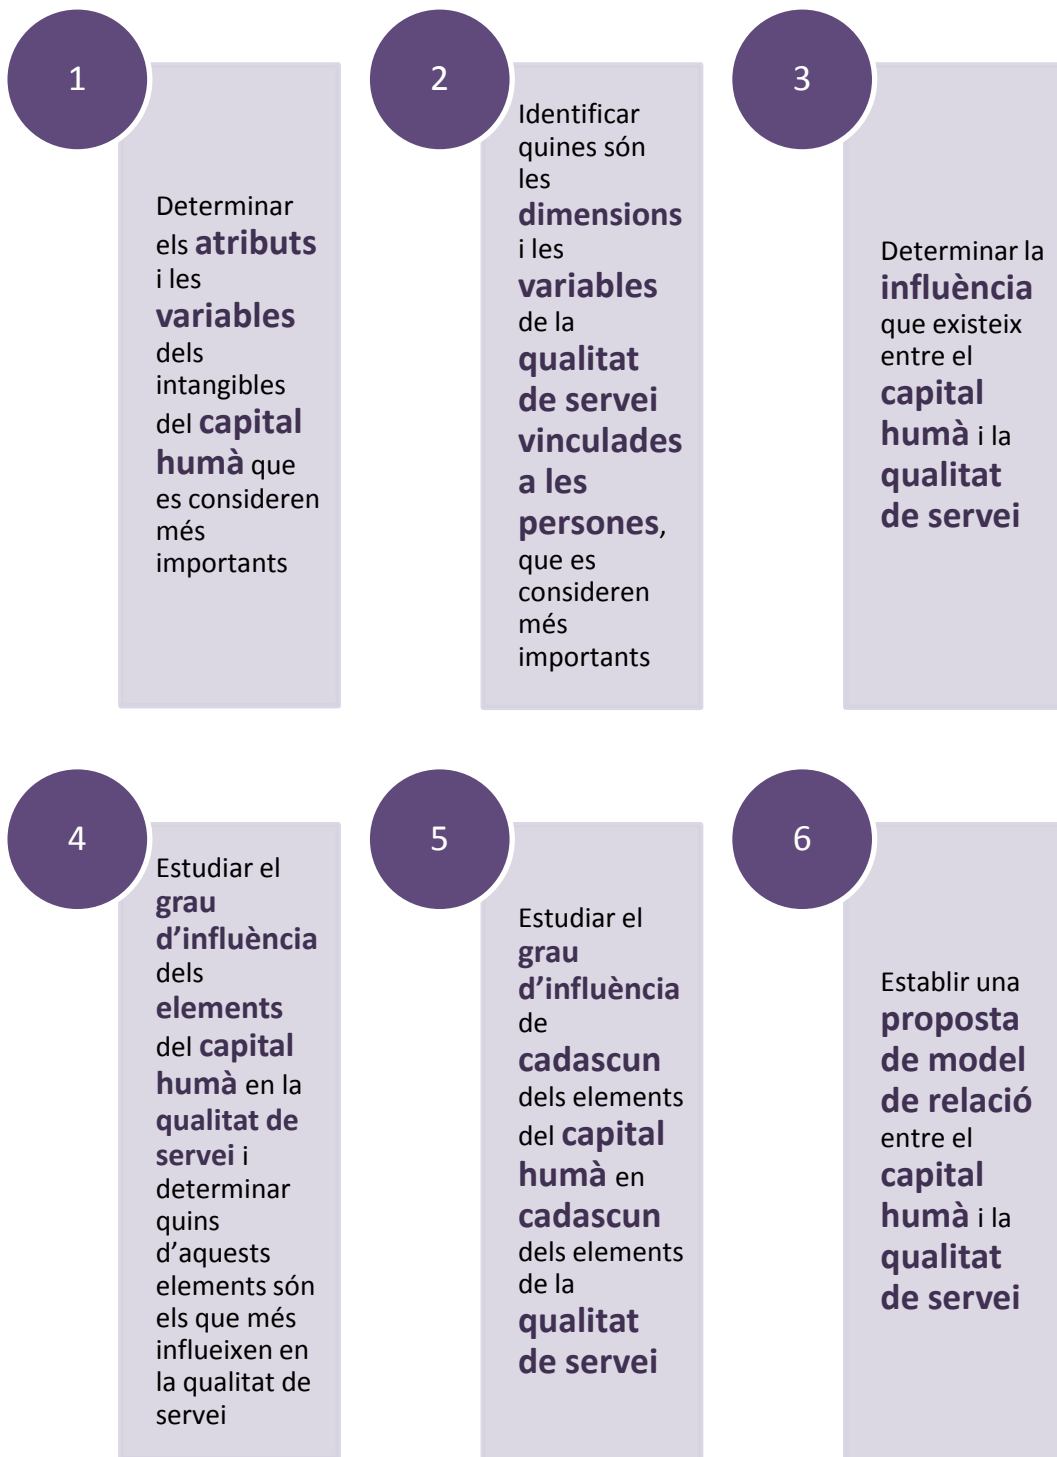 1
Determinar
els atributs
i les
variables
dels
intangibles
del capital
humà que
es consideren
més
importants
2
Identificar
quines són
les
dimensions
i les
variables
de la
qualitat
de servei
vinculades
a les
persones,
que es
consideren
més
importants
3
Determinar la
influència
que existeix
entre el
capital
humà i la
qualitat
de servei
4
Estudiar el
grau
d’influència
dels
elements
del capital
humà en la
qualitat de
servei i
determinar
quins
d’aquests
elements són
els que més
influeixen en
la qualitat de
servei
5
Estudiar el
grau
d’influència
de
cadascun
dels elements
del capital
humà en
cadascun
dels elements
de la
qualitat
de servei
6
Establir una
proposta
de model
de relació
entre el
capital
humà i la
qualitat
de servei